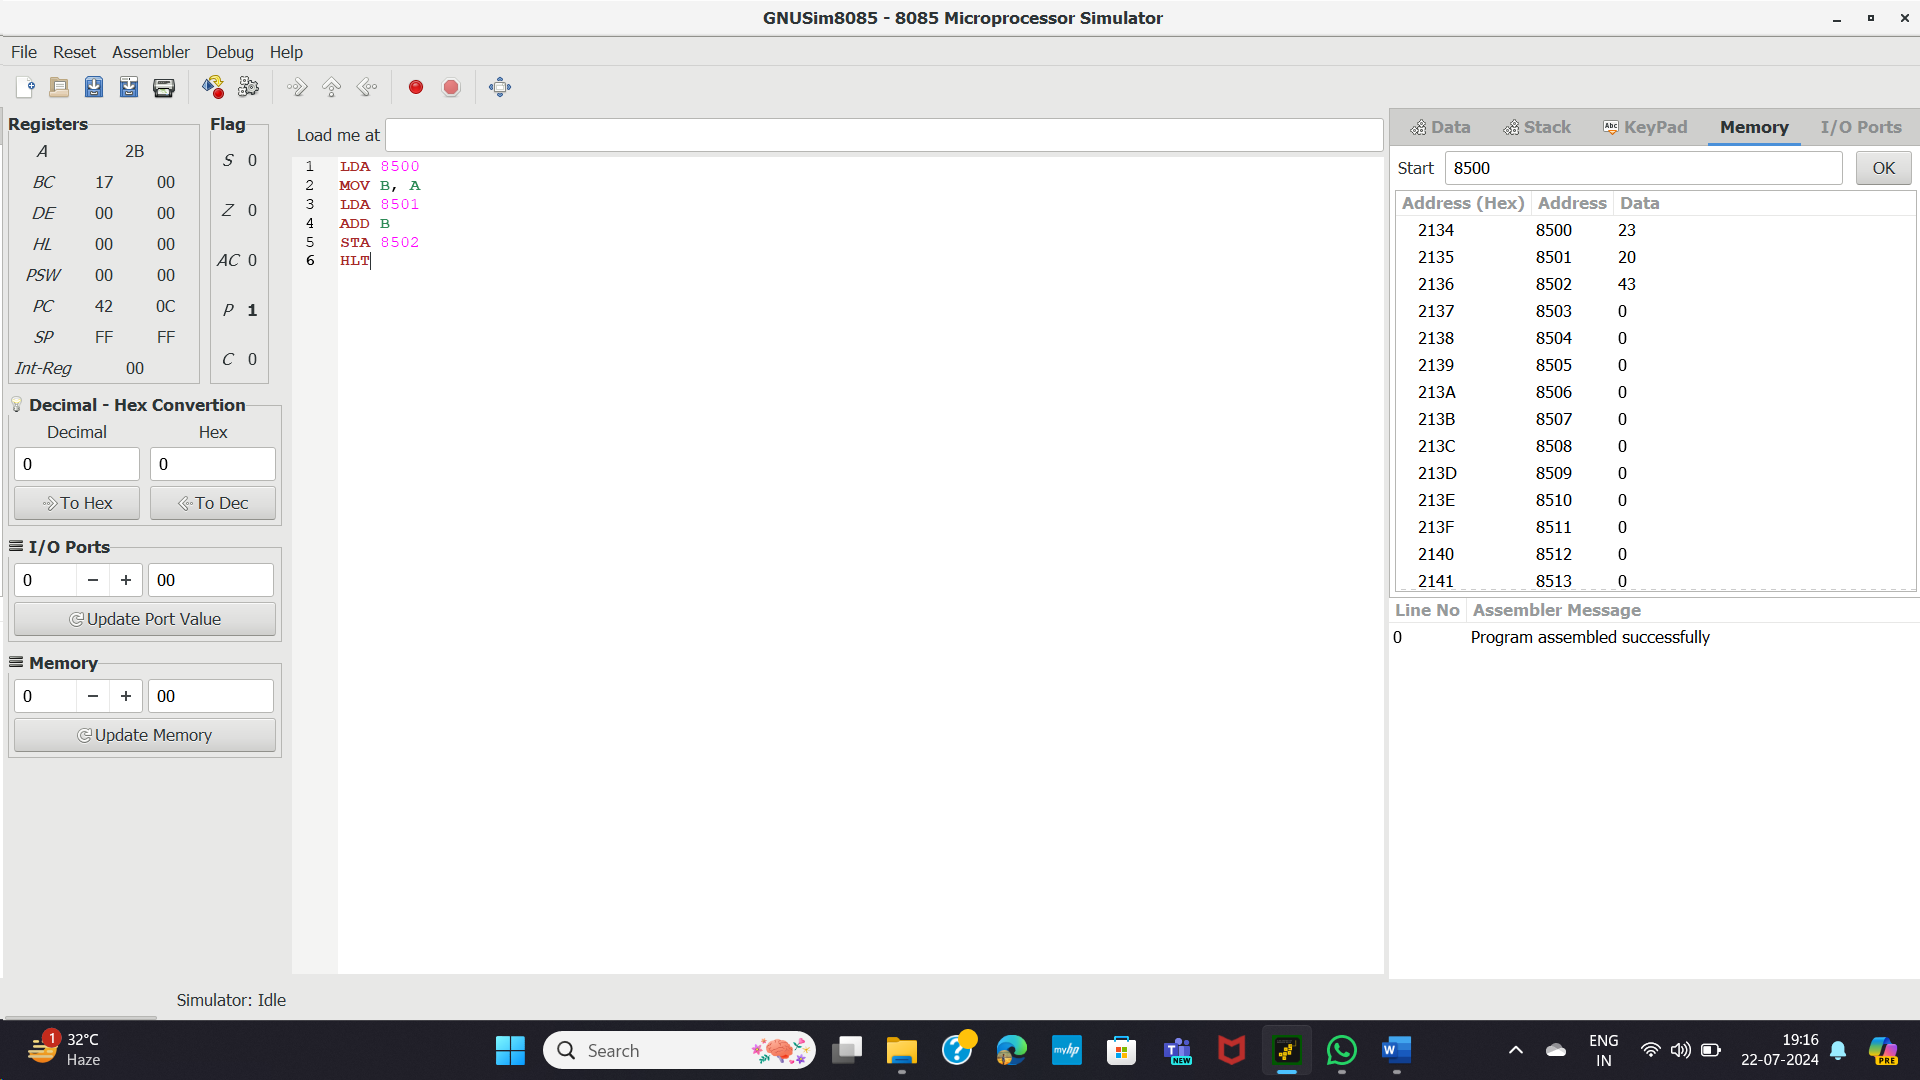 GNUSim8085 - 8085 Microprocessor Simulator
File Reset Assembler Debug Help
Registers
A 2B
BC 17 00
DE 00 00
HL 00 00
PSW 00 00
PC 42 0C
SP FF FF
Int-Reg 00
Flag
S 0
Z 0
AC 0
P 1
C 0
Decimal - Hex Convertion
Decimal Hex
0 0
To Hex To Dec
I/O Ports
0 − + 00
Update Port Value
Memory
0 − + 00
Update Memory
Load me at
1 LDA 8500
2 MOV B, A
3 LDA 8501
4 ADD B
5 STA 8502
6 HLT
Data Stack Abc KeyPad Memory I/O Ports
Start 8500 OK
Address (Hex) Address Data
2134 8500 23
2135 8501 20
2136 8502 43
2137 8503 0
2138 8504 0
2139 8505 0
213A 8506 0
213B 8507 0
213C 8508 0
213D 8509 0
213E 8510 0
213F 8511 0
2140 8512 0
2141 8513 0
Line No Assembler Message
0 Program assembled successfully
Simulator: Idle
1 32°C
Haze
Search
myhp
NEW
W
ENG
IN
19:16
22-07-2024
PRE